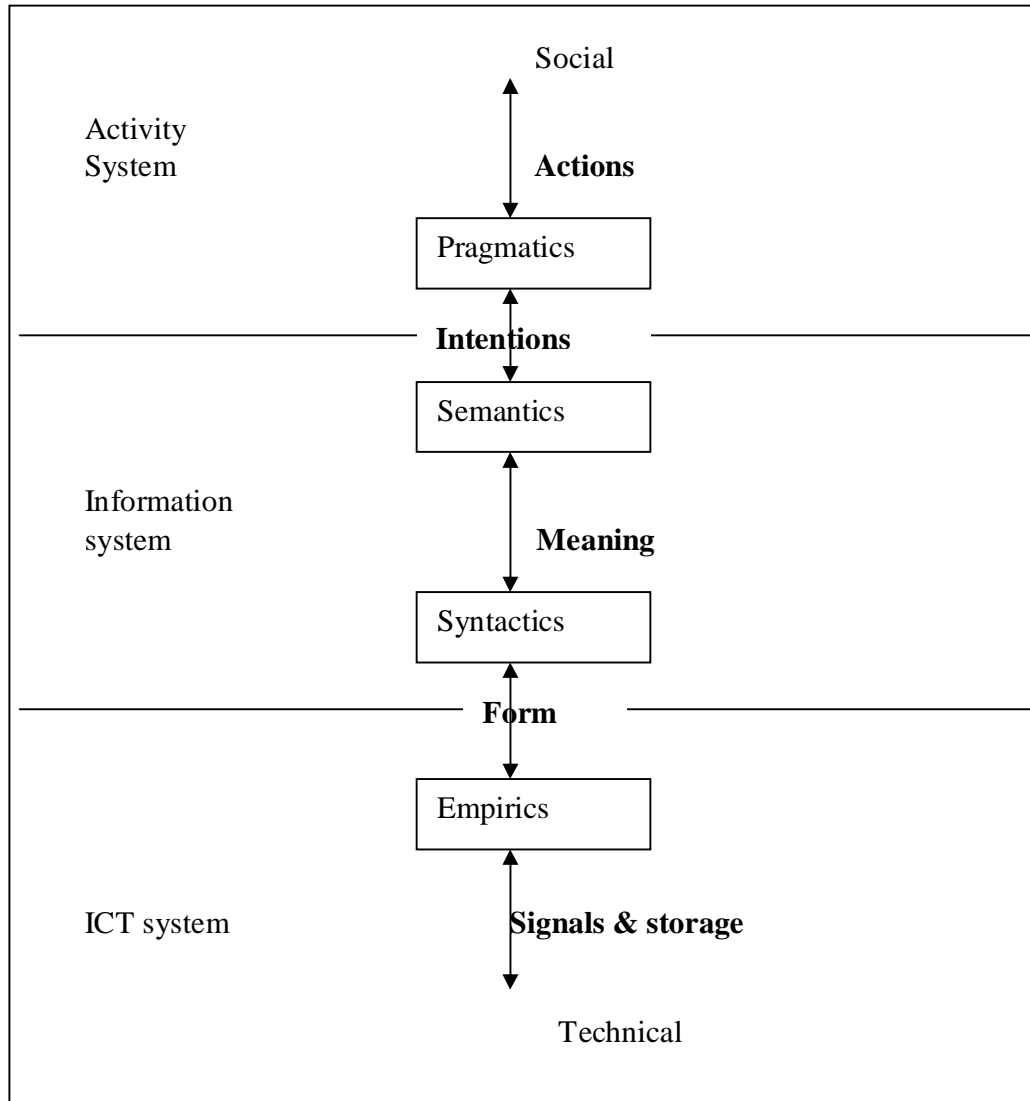 Social
Activity
System
Actions
Pragmatics
Intentions
Semantics
Information
system
Meaning
Syntactics
Form
Empirics
ICT system
Signals & storage
Technical